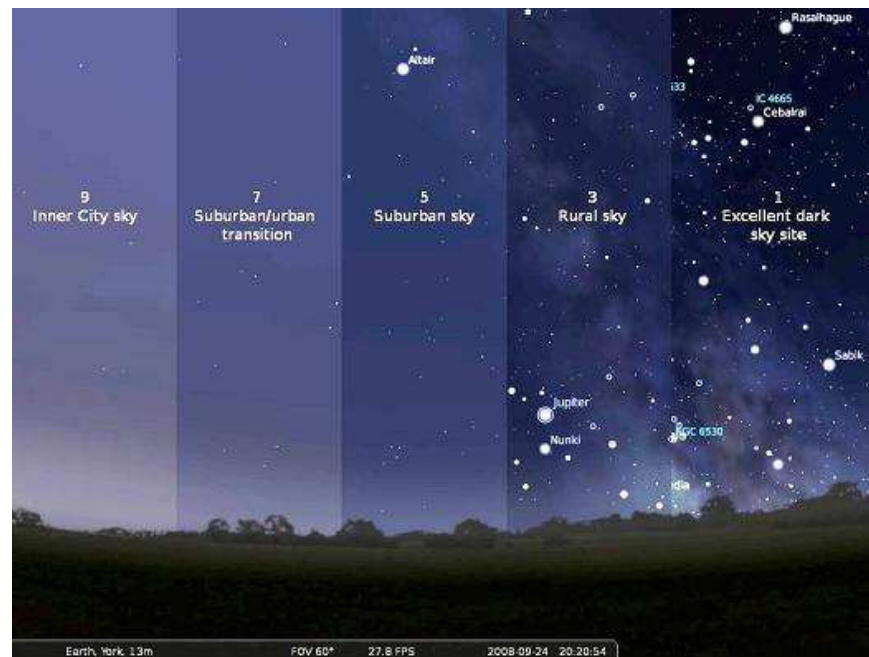 Rasalhague
Altair
IC 4665
Cebalrai
9
Inner City sky
7
Suburban/urban
transition
5
Suburban sky
3
Rural sky
1
Excellent dark
sky site
Sabik
Jupiter
Nunki
NGC 6530
Earth, York, 13m FOV 60° 27.8 FPS 2008-09-24 20:20:54